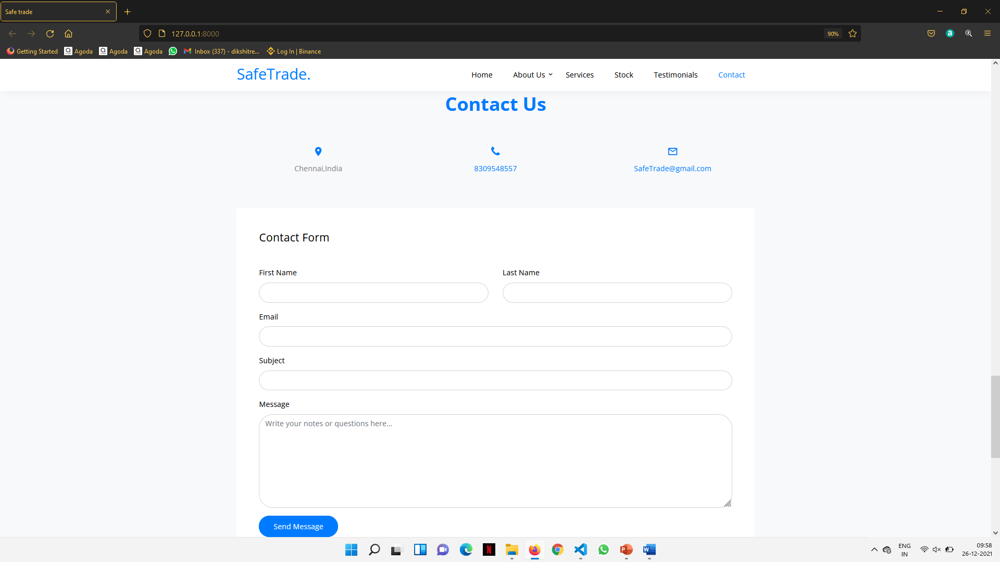 Safe trade
127.0.0.1:8000
90%
Getting Started Agoda Agoda Agoda Inbox (337) - dikshitre... Log In | Binance
SafeTrade.
Home About Us Services Stock Testimonials Contact
Contact Us
Chennai,India 8309548557 SafeTrade@gmail.com
Contact Form
First Name Last Name
Email
Subject
Message
Write your notes or questions here...
Send Message
ENG
IN
09:58
26-12-2021